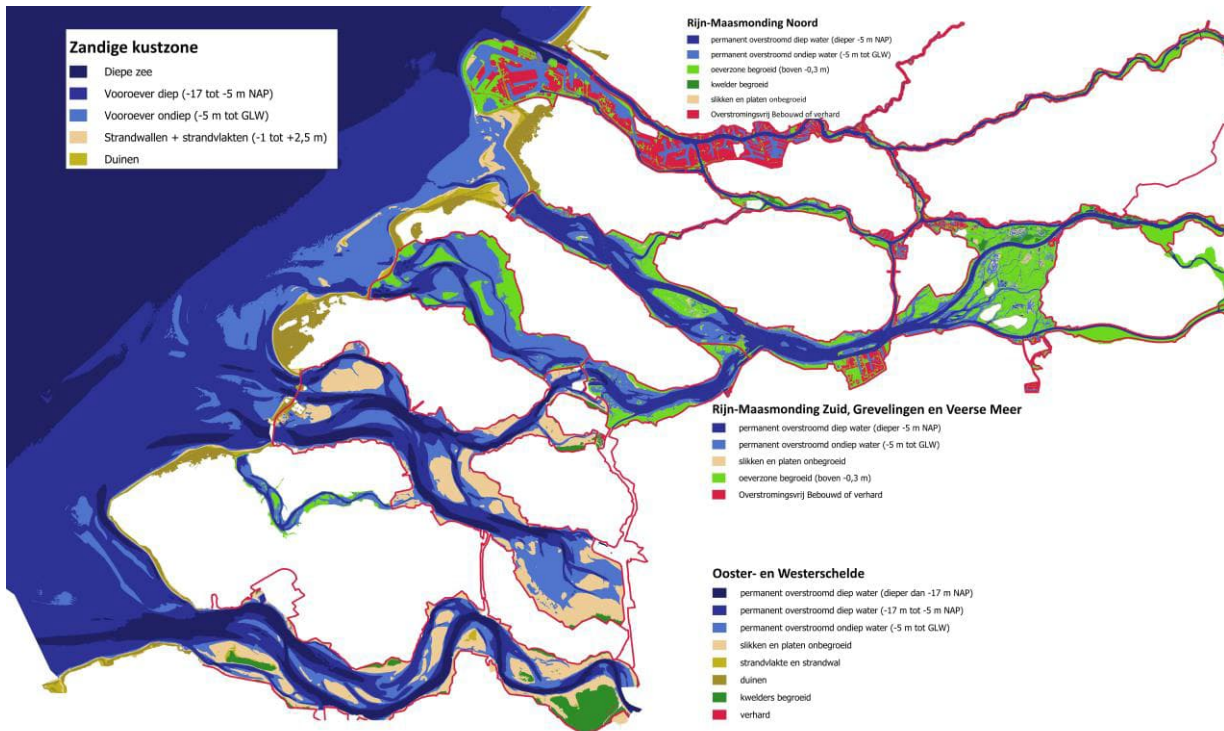 Zandige kustzone
Diepe zee
Vooroever diep (-17 tot -5 m NAP)
Vooroever ondiep (-5 m tot GLW)
Strandwallen + strandvlakten (-1 tot +2,5 m)
Duinen
Rijn-Maasmonding Noord
permanent overstroomd diep water (dieper -5 m NAP)
permanent overstroomd ondiep water (-5 m tot GLW)
oeverzone begroeid (boven -0,3 m)
kwelder begroeid
slikken en platen onbegroeid
Overstromingsvrij Bebouwd of verhard
Rijn-Maasmonding Zuid, Grevelingen en Veerse Meer
permanent overstroomd diep water (dieper -5 m NAP)
permanent overstroomd ondiep water (-5 m tot GLW)
slikken en platen onbegroeid
oeverzone begroeid (boven -0,3 m)
Overstromingsvrij Bebouwd of verhard
Ooster- en Westerschelde
permanent overstroomd diep water (dieper dan -17 m NAP)
permanent overstroomd diep water (-17 m tot -5 m NAP)
permanent overstroomd ondiep water (-5 m tot GLW)
slikken en platen onbegroeid
strandvlakte en strandwal
duinen
kwelders begroeid
verhard